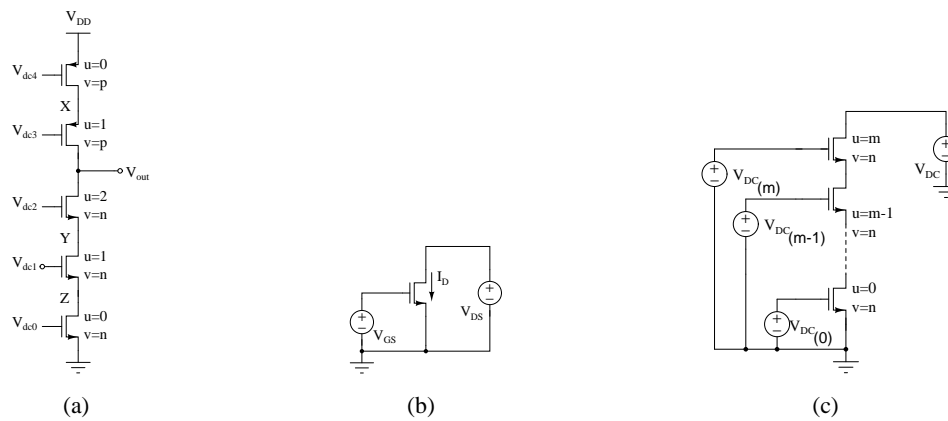 V_DD
V_dc4
u=0
v=p
X
V_dc3
u=1
v=p
V_out
V_dc2
u=2
v=n
Y
V_dc1
u=1
v=n
Z
V_dc0
u=0
v=n
(a)
I_D
V_GS
V_DS
(b)
u=m
v=n
V_DC(m)
V_DC
u=m-1
v=n
V_DC(m-1)
u=0
v=n
V_DC(0)
(c)